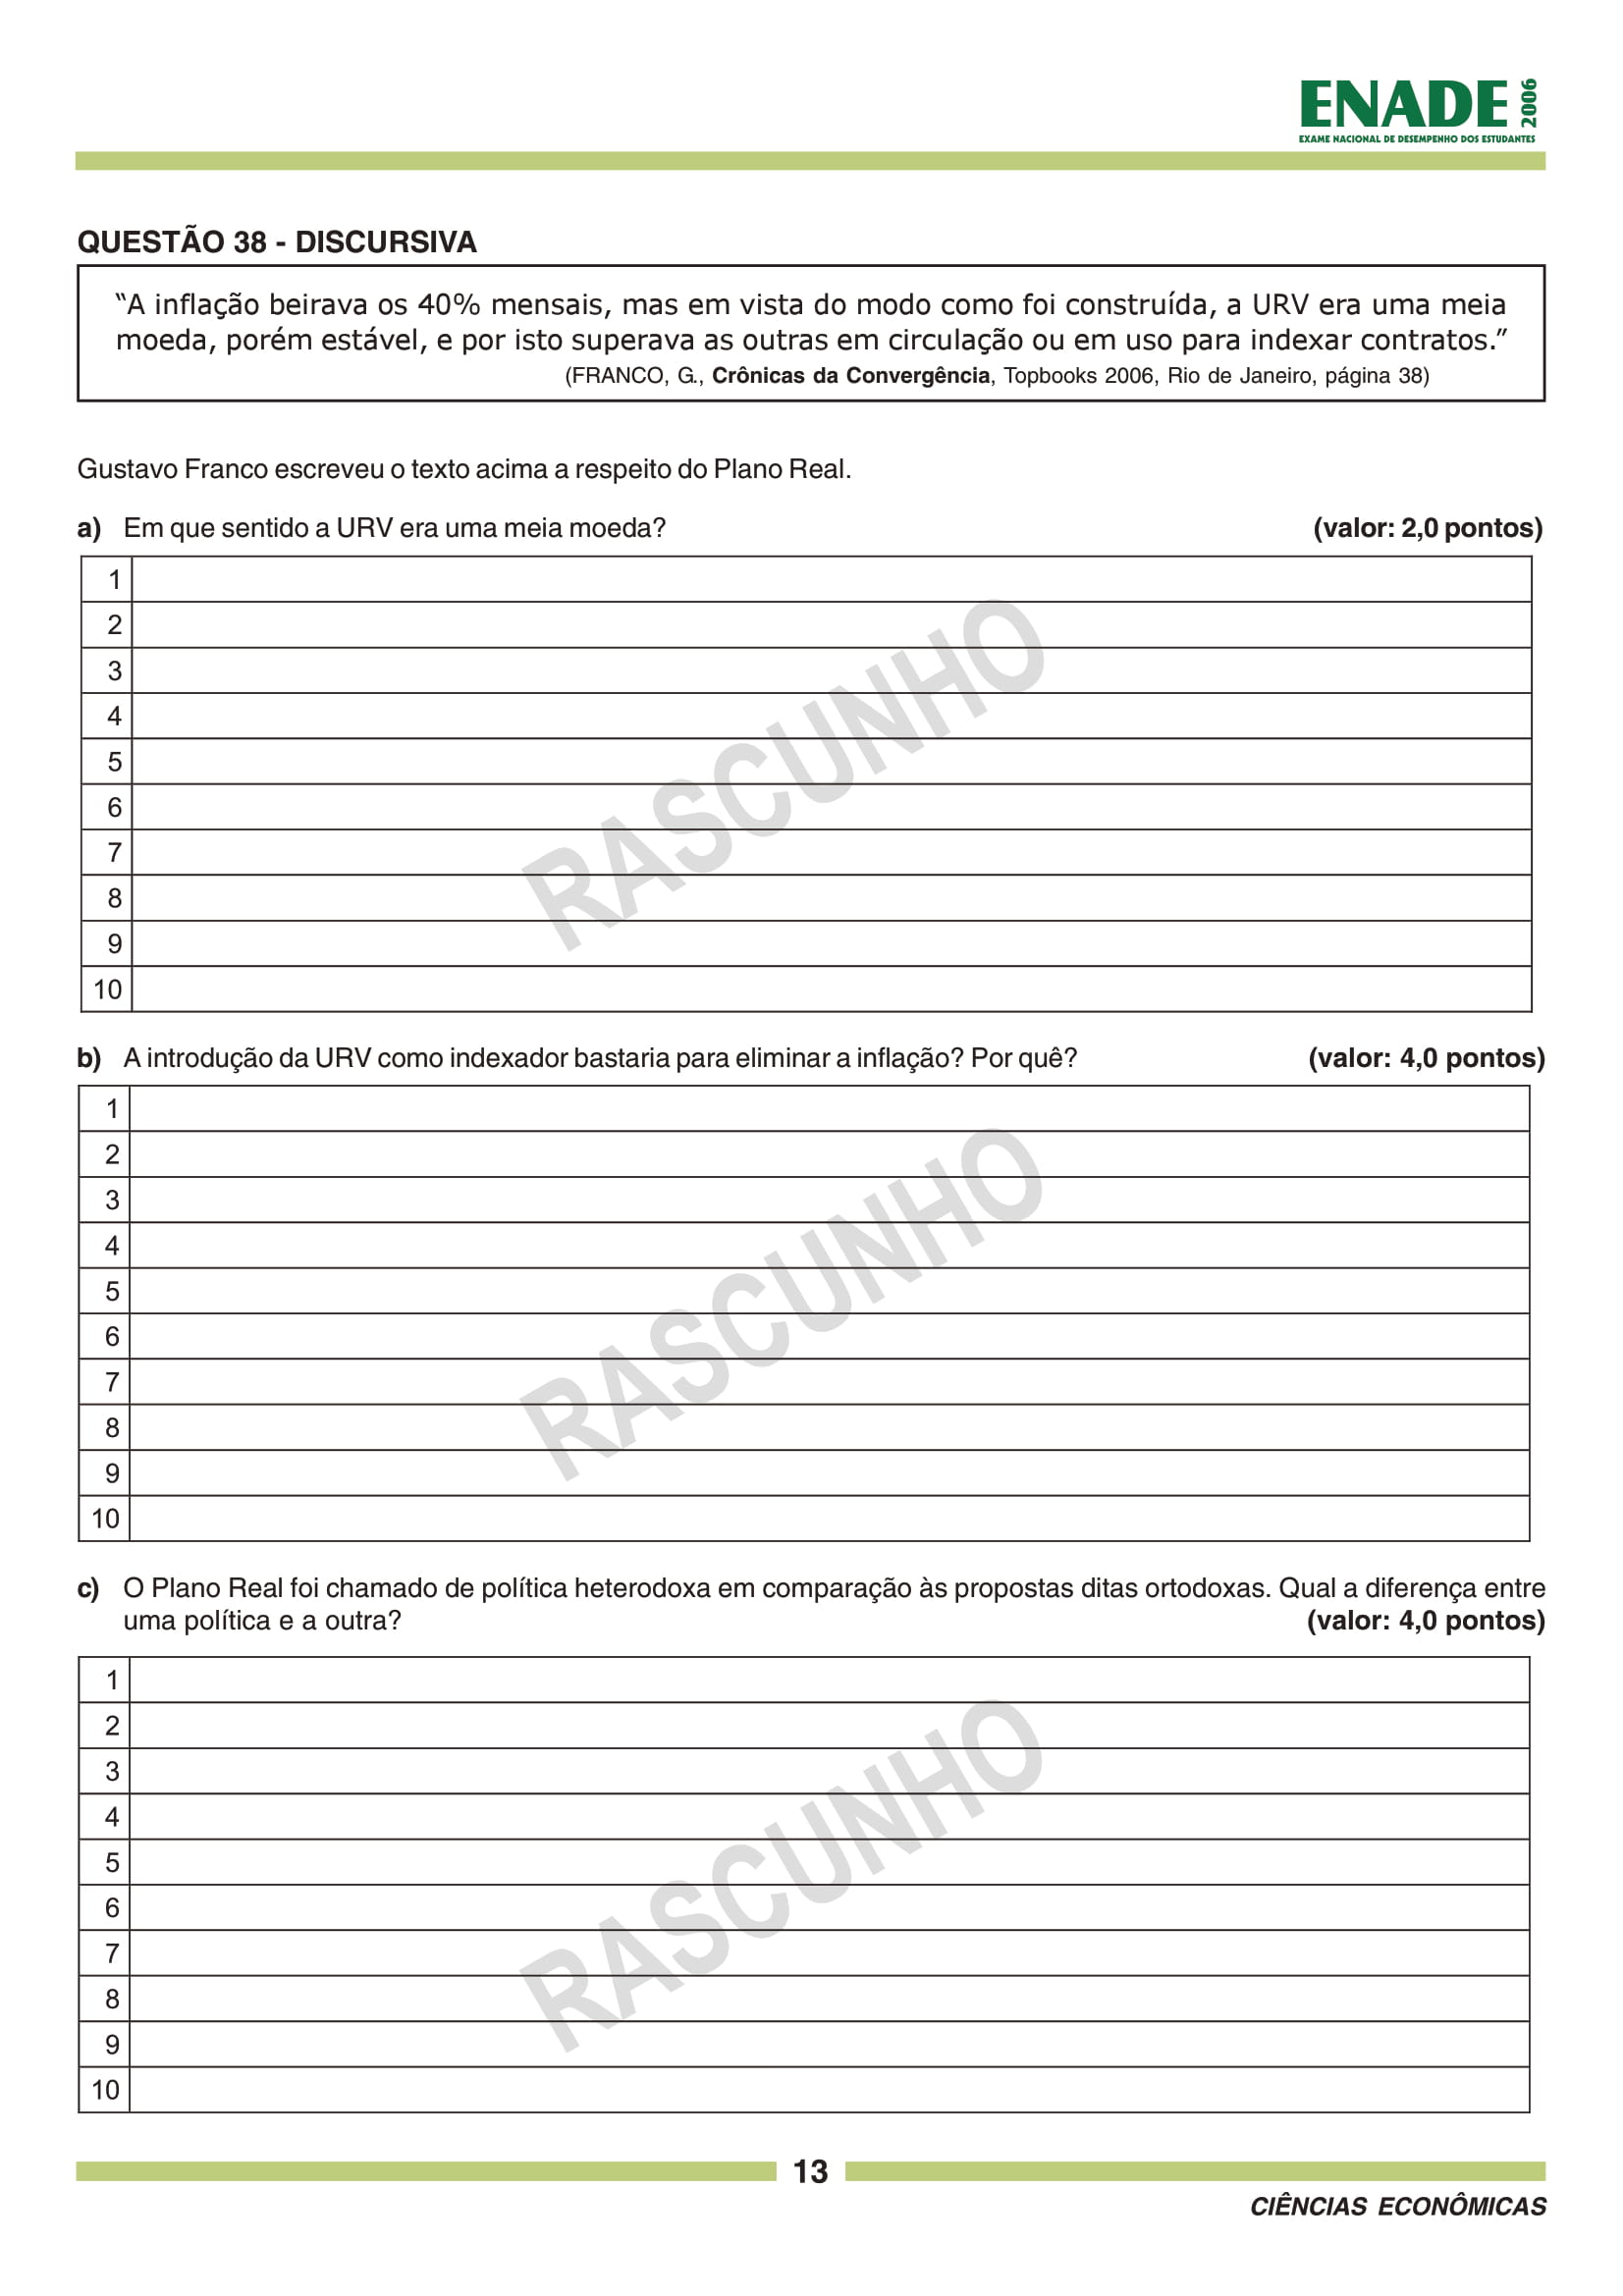 ENADE 2006
EXAME NACIONAL DE DESEMPENHO DOS ESTUDANTES
QUESTÃO 38 - DISCURSIVA
“A inflação beirava os 40% mensais, mas em vista do modo como foi construída, a URV era uma meia
moeda, porém estável, e por isto superava as outras em circulação ou em uso para indexar contratos.”
(FRANCO, G., Crônicas da Convergência, Topbooks 2006, Rio de Janeiro, página 38)
Gustavo Franco escreveu o texto acima a respeito do Plano Real.
a) Em que sentido a URV era uma meia moeda? (valor: 2,0 pontos)
1
2
3
4
5
6
7
8
9
10
RASCUNHO
b) A introdução da URV como indexador bastaria para eliminar a inflação? Por quê? (valor: 4,0 pontos)
1
2
3
4
5
6
7
8
9
10
RASCUNHO
c) O Plano Real foi chamado de política heterodoxa em comparação às propostas ditas ortodoxas. Qual a diferença entre
uma política e a outra? (valor: 4,0 pontos)
1
2
3
4
5
6
7
8
9
10
RASCUNHO
13
CIÊNCIAS ECONÔMICAS